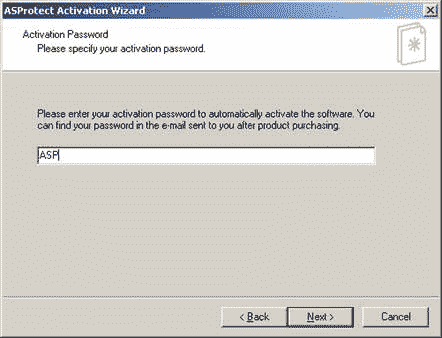 ASProtect Activation Wizard
Activation Password
Please specify your activation password.
Please enter your activation password to automatically activate the software. You
can find your password in the e-mail sent to you after product purchasing.
ASP
< Back
Next >
Cancel